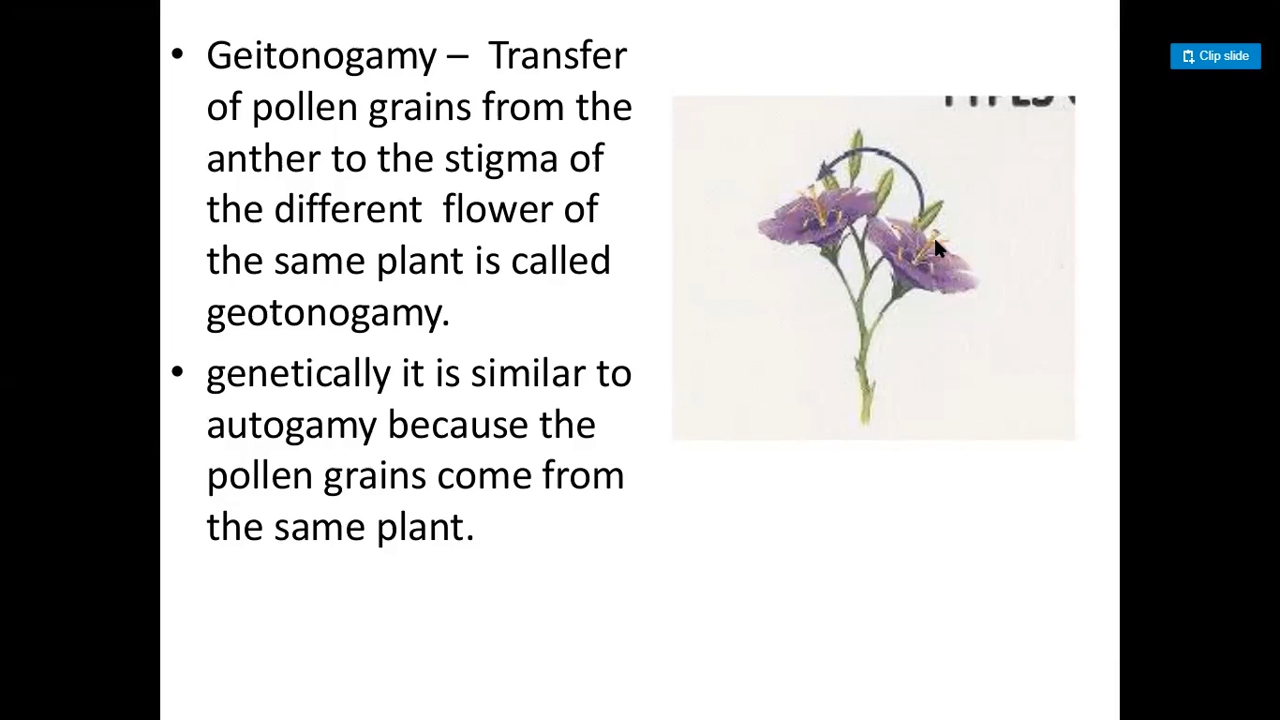 • Geitonogamy – Transfer
of pollen grains from the
anther to the stigma of
the different flower of
the same plant is called
geotonogamy.
• genetically it is similar to
autogamy because the
pollen grains come from
the same plant.
Clip slide